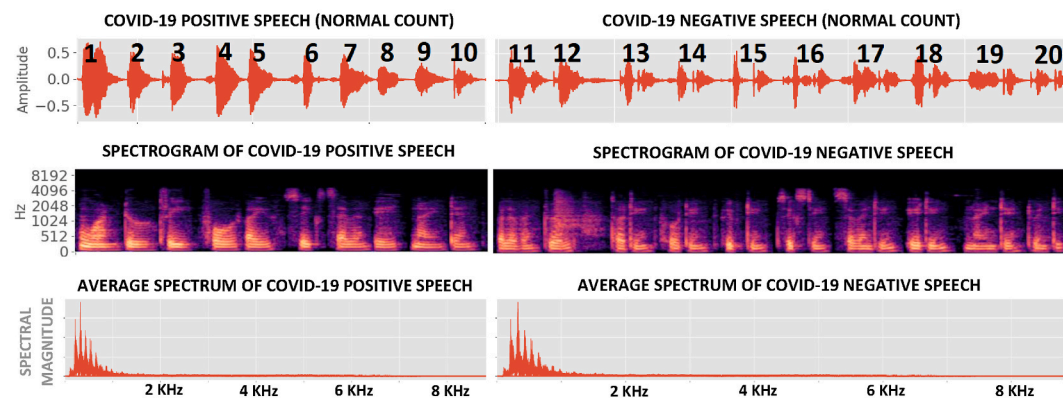 COVID-19 POSITIVE SPEECH (NORMAL COUNT)
COVID-19 NEGATIVE SPEECH (NORMAL COUNT)
Amplitude
0.5
0.0
−0.5
1 2 3 4 5 6 7 8 9 10
11 12 13 14 15 16 17 18 19 20
SPECTROGRAM OF COVID-19 POSITIVE SPEECH
SPECTROGRAM OF COVID-19 NEGATIVE SPEECH
Hz
8192
4096
2048
1024
512
0
AVERAGE SPECTRUM OF COVID-19 POSITIVE SPEECH
AVERAGE SPECTRUM OF COVID-19 NEGATIVE SPEECH
SPECTRAL
MAGNITUDE
2 KHz 4 KHz 6 KHz 8 KHz
2 KHz 4 KHz 6 KHz 8 KHz